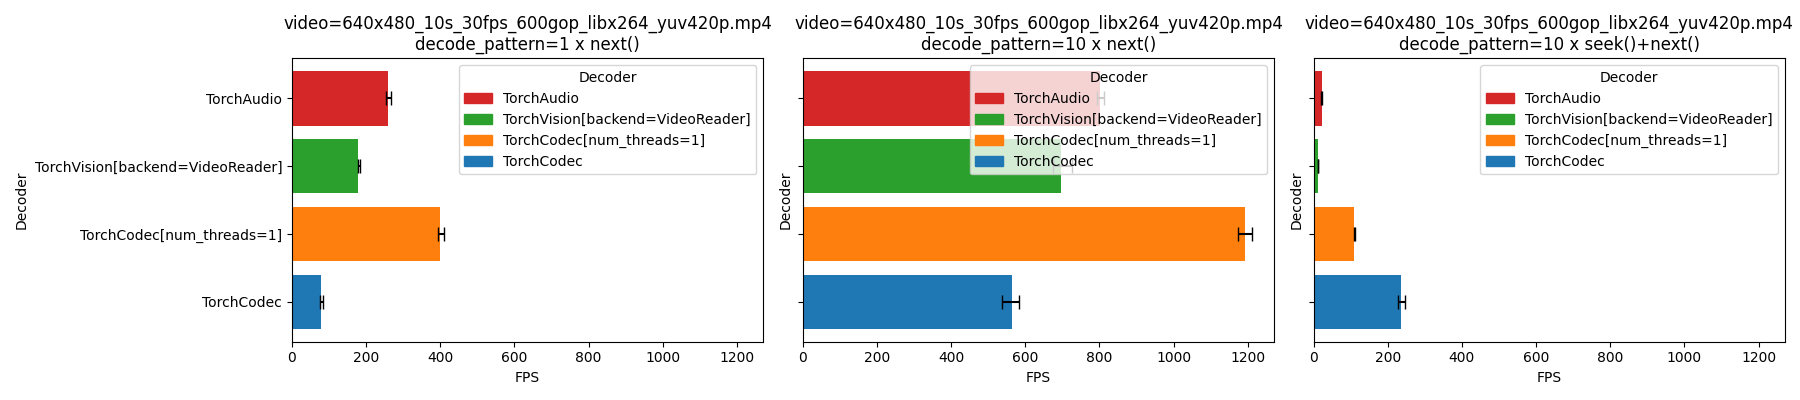 video=640x480_10s_30fps_600gop_libx264_yuv420p.mp4
decode_pattern=1 x next()
Decoder
TorchAudio
TorchVision[backend=VideoReader]
TorchCodec[num_threads=1]
TorchCodec
Decoder
TorchAudio
TorchVision[backend=VideoReader]
TorchCodec[num_threads=1]
TorchCodec
0 200 400 600 800 1000 1200
FPS
video=640x480_10s_30fps_600gop_libx264_yuv420p.mp4
decode_pattern=10 x next()
Decoder
Decoder
TorchAudio
TorchVision[backend=VideoReader]
TorchCodec[num_threads=1]
TorchCodec
0 200 400 600 800 1000 1200
FPS
video=640x480_10s_30fps_600gop_libx264_yuv420p.mp4
decode_pattern=10 x seek()+next()
Decoder
Decoder
TorchAudio
TorchVision[backend=VideoReader]
TorchCodec[num_threads=1]
TorchCodec
0 200 400 600 800 1000 1200
FPS